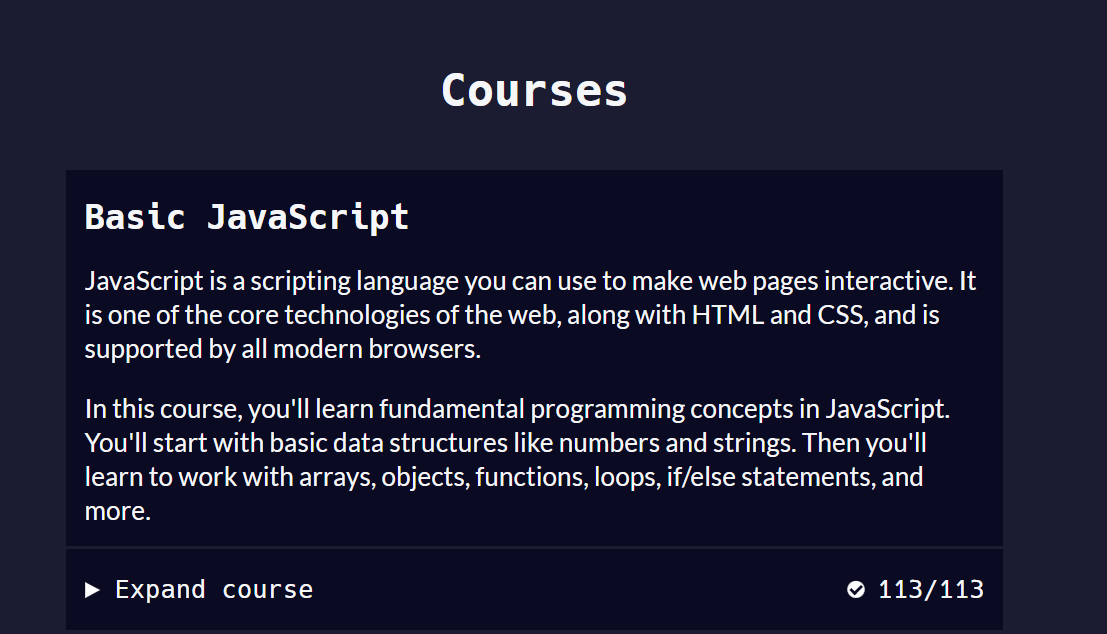 Courses
Basic JavaScript
JavaScript is a scripting language you can use to make web pages interactive. It
is one of the core technologies of the web, along with HTML and CSS, and is
supported by all modern browsers.
In this course, you'll learn fundamental programming concepts in JavaScript.
You'll start with basic data structures like numbers and strings. Then you'll
learn to work with arrays, objects, functions, loops, if/else statements, and
more.
Expand course 113/113